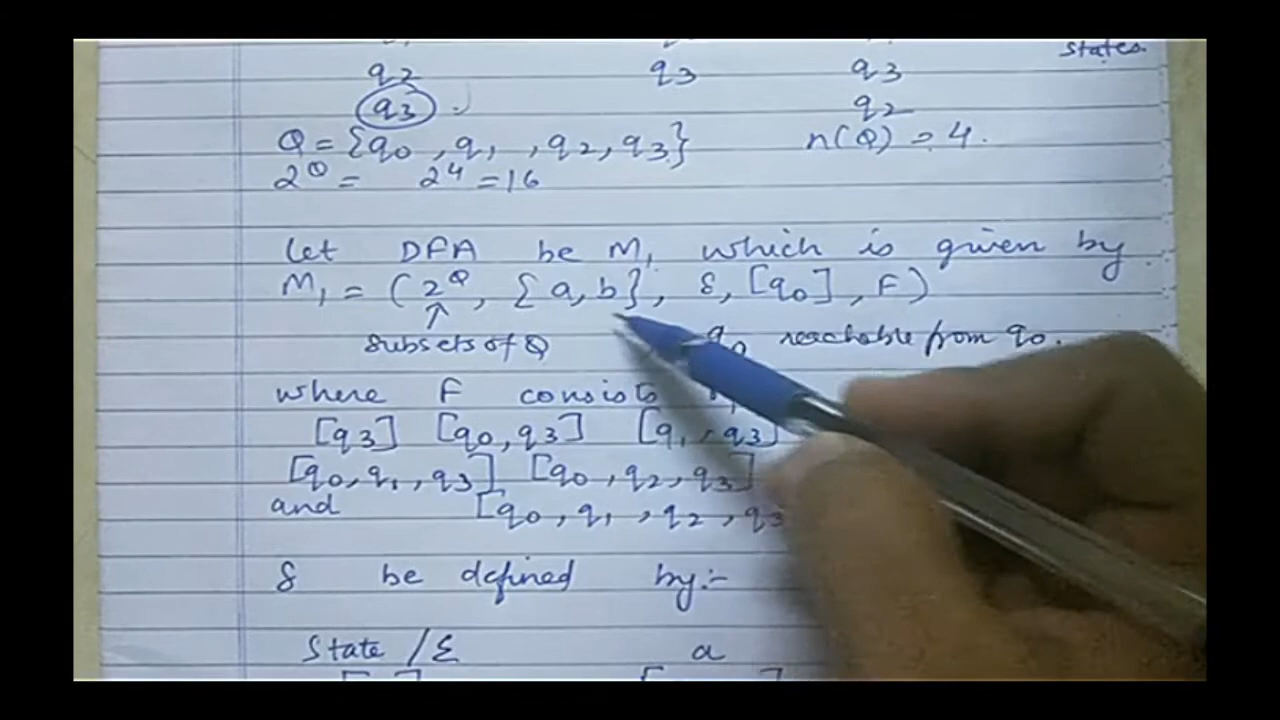 states.
q2 q3 q3
q3 q2
Q = {q0, q1, q2, q3} n(Q) = 4.
2^Q = 2^4 = 16
Let DFA be M1 which is given by
M1 = (2^Q, {a, b}, δ, [q0], F)
↑
subsets of Q q0 reachable from q0.
where F consists
[q3] [q0, q3] [q1, q3]
[q0, q1, q3] [q0, q2, q3]
and [q0, q1, q2, q3
δ be defined by:-
State /Σ a